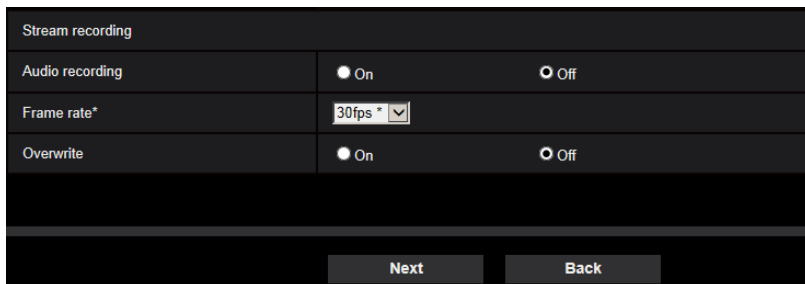 Stream recording
Audio recording On Off
Frame rate* 30fps *
Overwrite On Off
Next Back